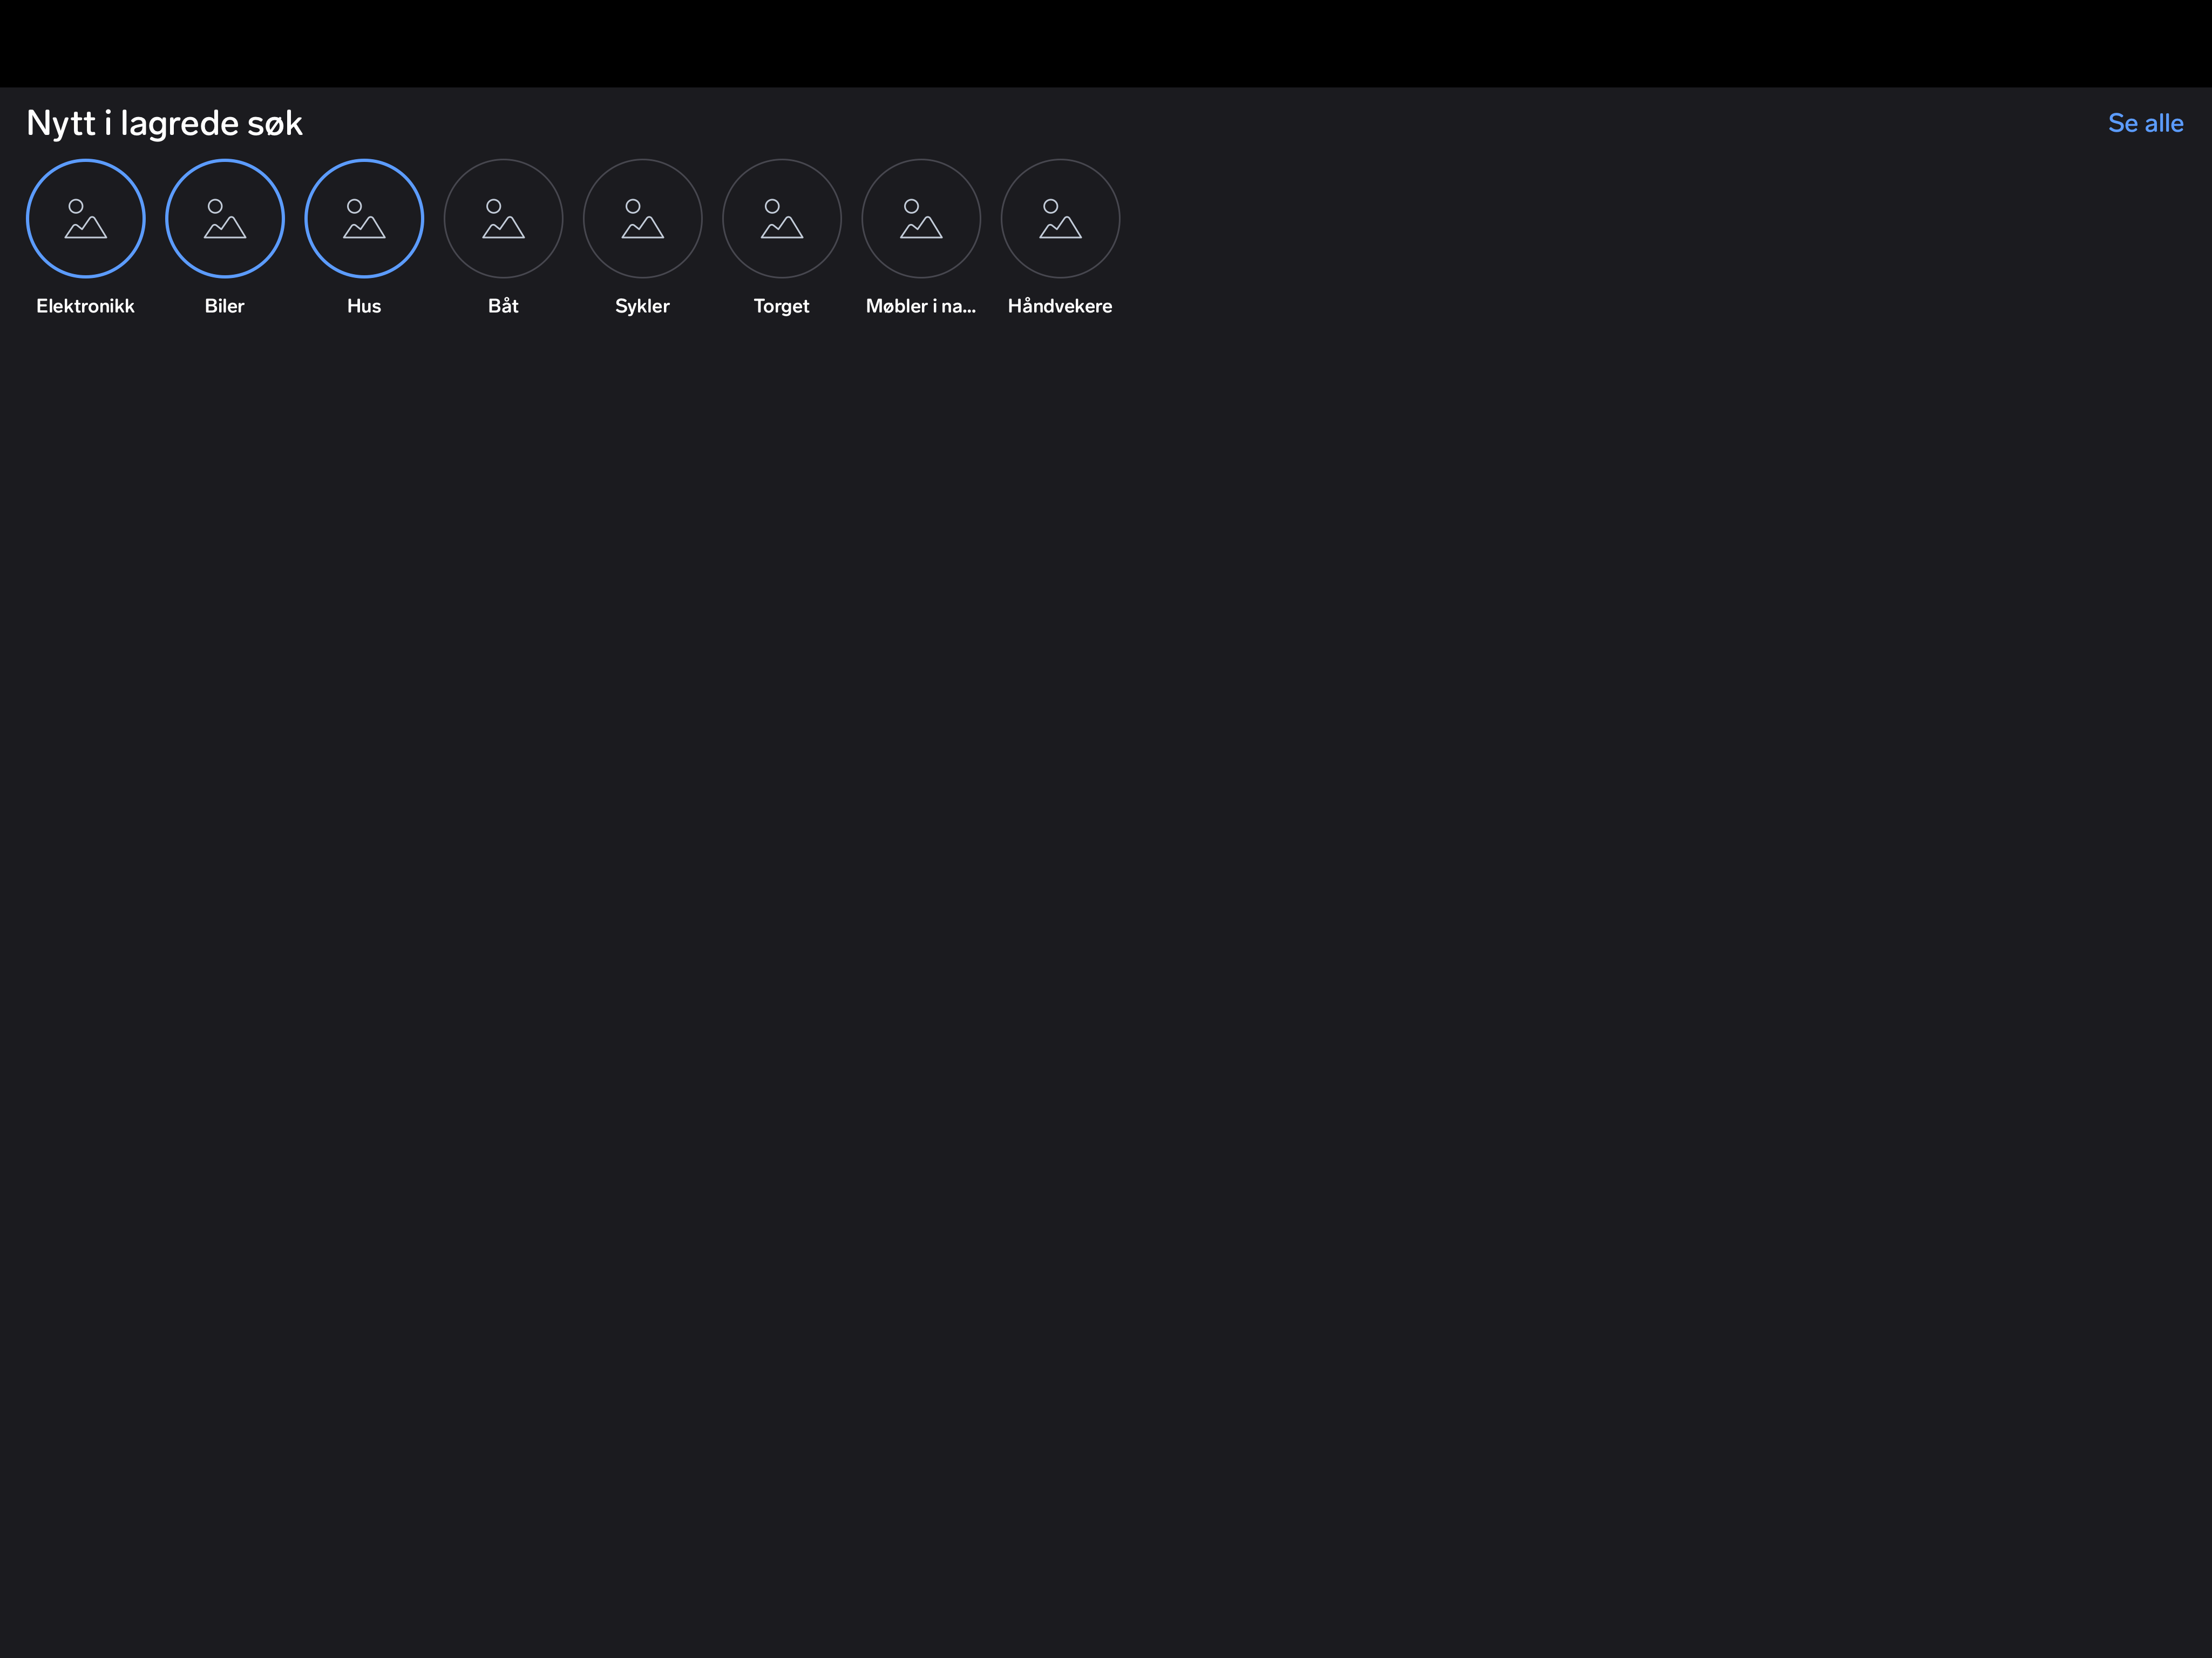 Nytt i lagrede søk
Se alle
Elektronikk
Biler
Hus
Båt
Sykler
Torget
Møbler i na...
Håndvekere